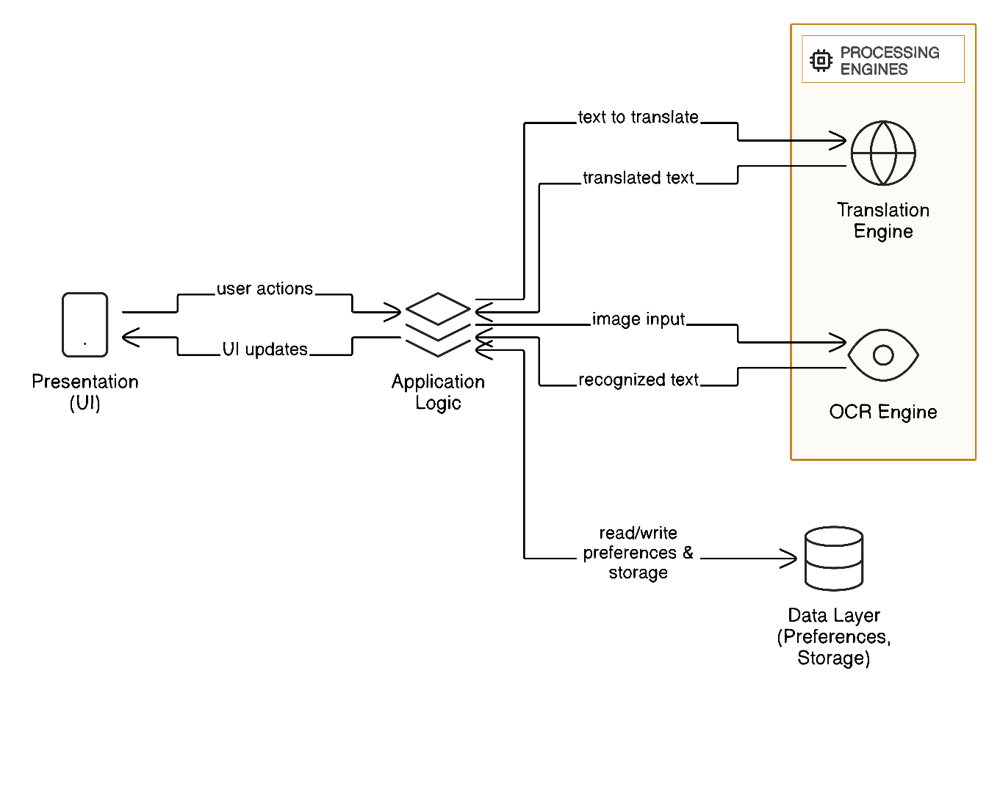 PROCESSING
ENGINES
text to translate
translated text
Translation
Engine
user actions
image input
UI updates
recognized text
Presentation
(UI)
Application
Logic
OCR Engine
read/write
preferences &
storage
Data Layer
(Preferences,
Storage)